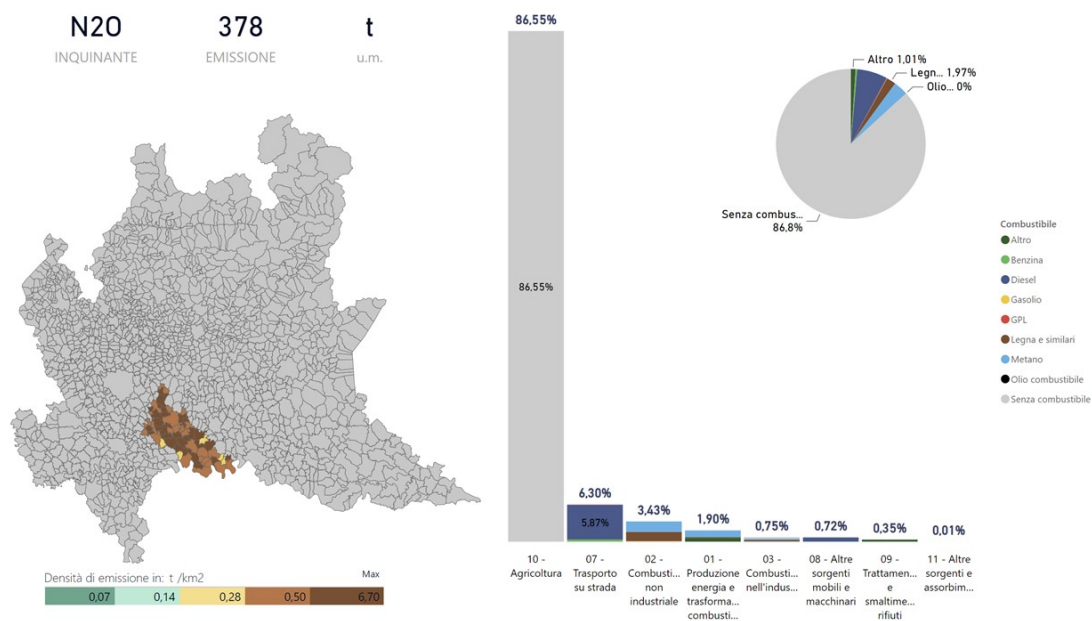 N2O
378
t
INQUINANTE
EMISSIONE
u.m.
86,55%
86,55%
6,30%
5,87%
3,43%
1,90%
0,75%
0,72%
0,35%
0,01%
10 -
Agricoltura
07 -
Trasporto
su strada
02 -
Combusti...
non
industriale
01 -
Produzione
energia e
trasforma...
combusti...
03 -
Combusti...
nell'indus...
08 - Altre
sorgenti
mobili e
macchinari
09 -
Trattamen...
e
smaltime...
rifiuti
11 - Altre
sorgenti e
assorbim...
Altro 1,01%
Legn... 1,97%
Olio... 0%
Senza combus...
86,8%
Combustibile
Altro
Benzina
Diesel
Gasolio
GPL
Legna e similari
Metano
Olio combustibile
Senza combustibile
Densità di emissione in: t /km2
Max
0,07
0,14
0,28
0,50
6,70